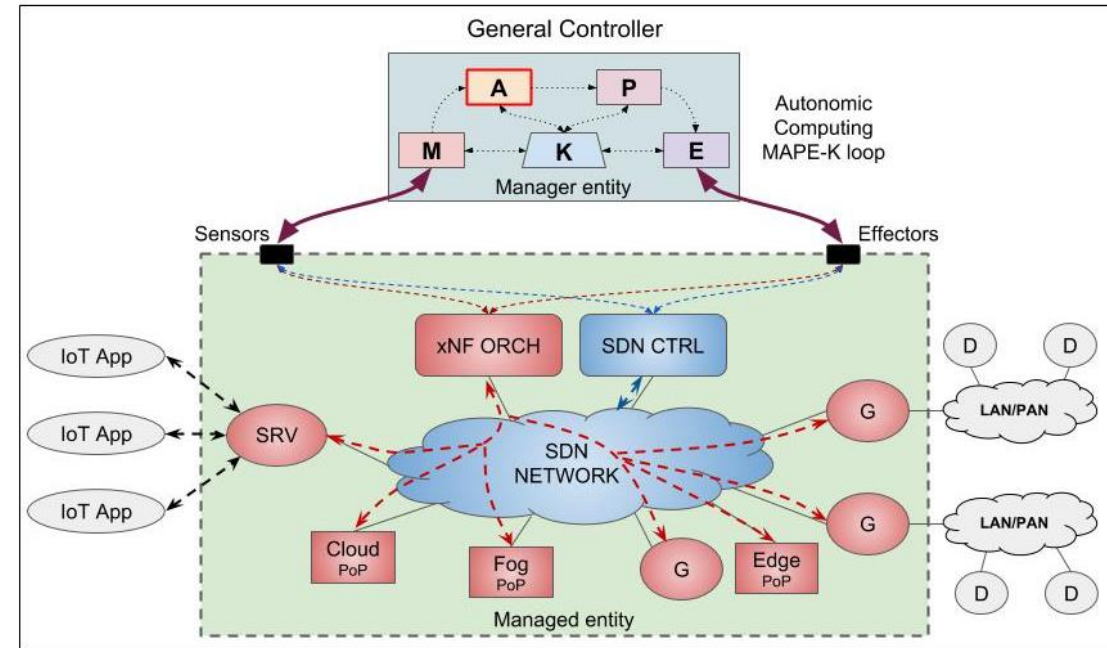 General Controller
A
P
M
K
E
Manager entity
Autonomic
Computing
MAPE-K loop
Sensors
Effectors
xNF ORCH
SDN CTRL
IoT App
IoT App
IoT App
SRV
SDN
NETWORK
G
G
G
D
D
LAN/PAN
LAN/PAN
D
D
Cloud
PoP
Fog
PoP
Edge
PoP
Managed entity